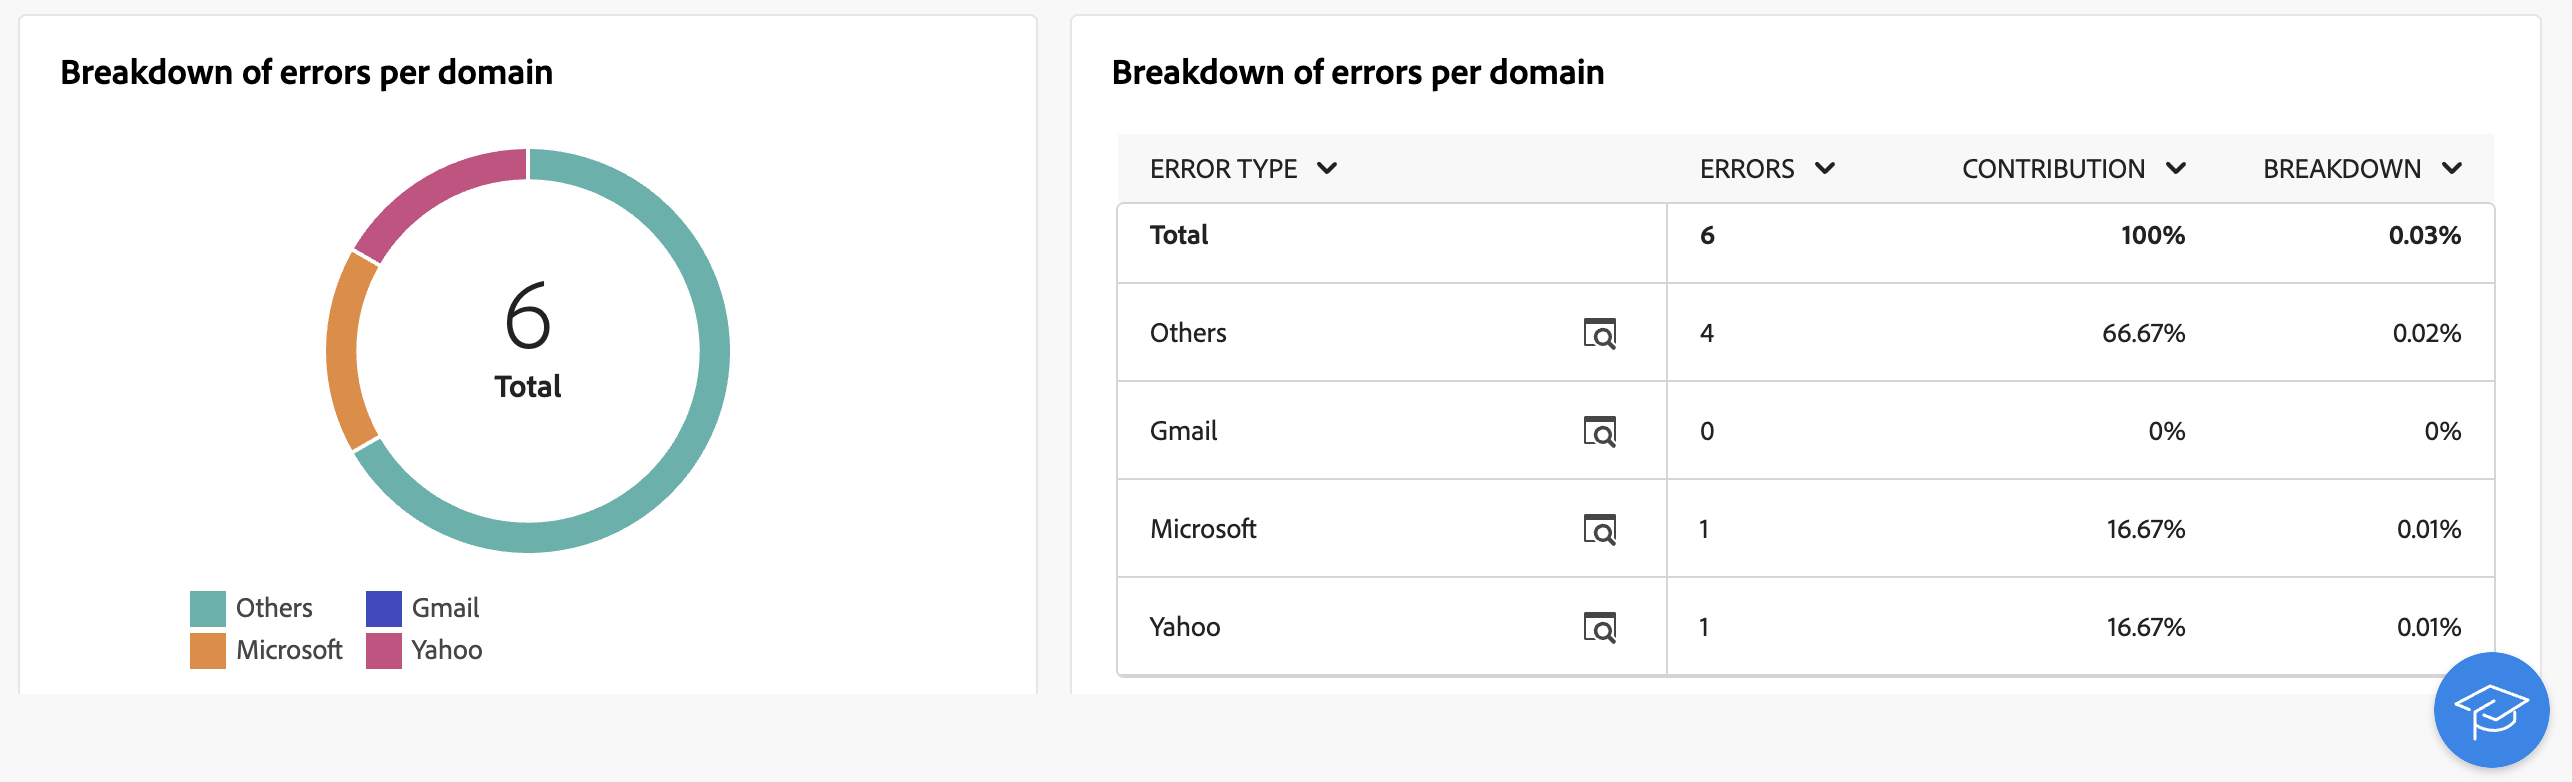 Breakdown of errors per domain
6
Total
Others Gmail
Microsoft Yahoo
Breakdown of errors per domain
ERROR TYPE ERRORS CONTRIBUTION BREAKDOWN
Total 6 100% 0.03%
Others 4 66.67% 0.02%
Gmail 0 0% 0%
Microsoft 1 16.67% 0.01%
Yahoo 1 16.67% 0.01%